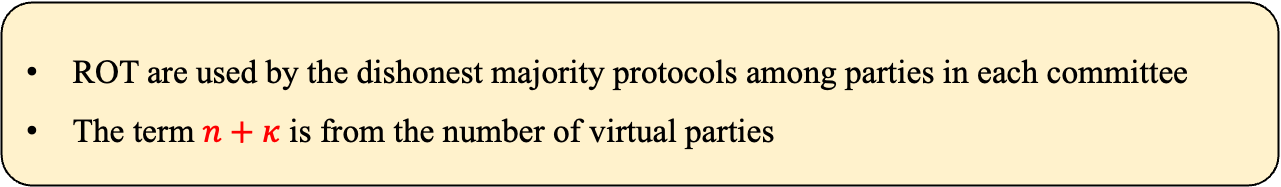 • ROT are used by the dishonest majority protocols among parties in each committee
• The term n + κ is from the number of virtual parties